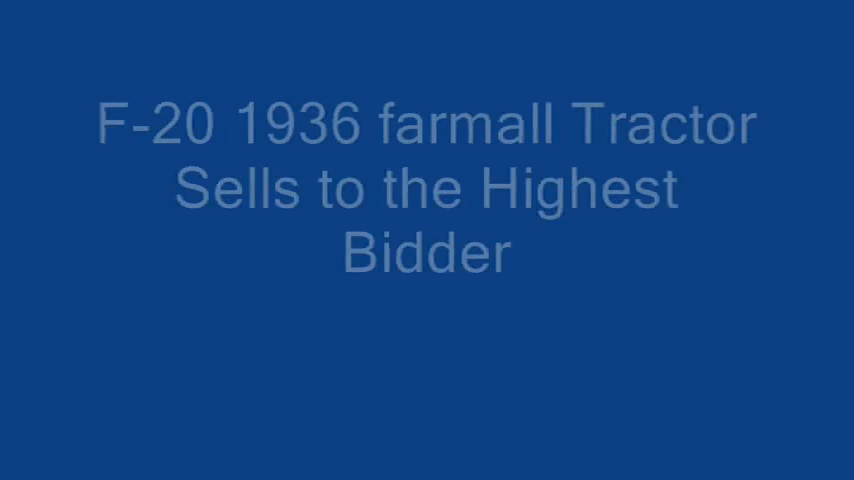 F-20 1936 farmall Tractor
Sells to the Highest
Bidder